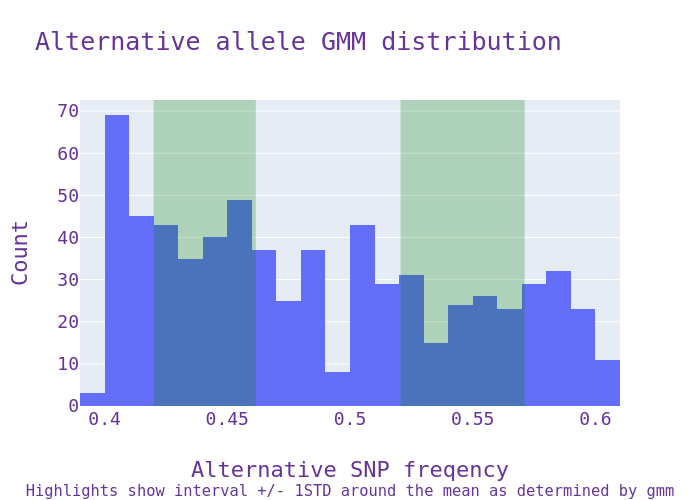 Alternative allele GMM distribution
70
60
50
40
30
20
10
0
Count
0.4 0.45 0.5 0.55 0.6
Alternative SNP freqency
Highlights show interval +/- 1STD around the mean as determined by gmm